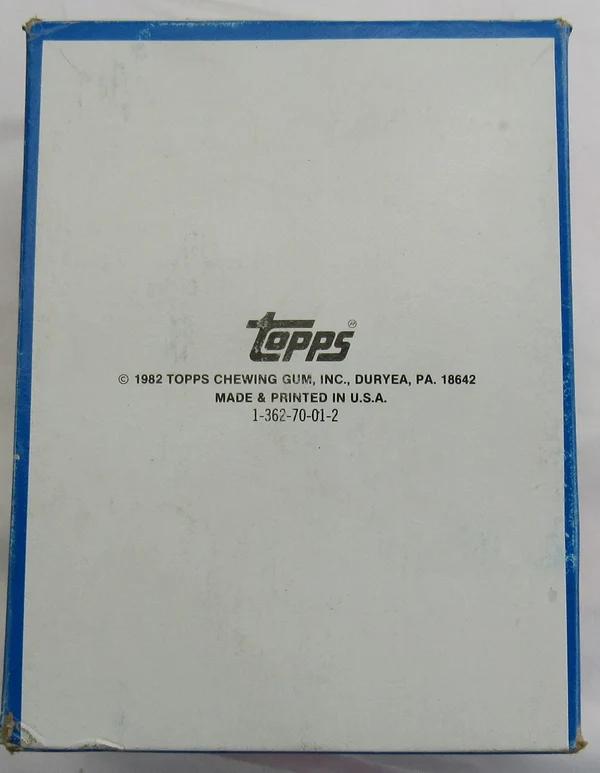 topps®
© 1982 TOPPS CHEWING GUM, INC., DURYEA, PA. 18642
MADE & PRINTED IN U.S.A.
1-362-70-01-2